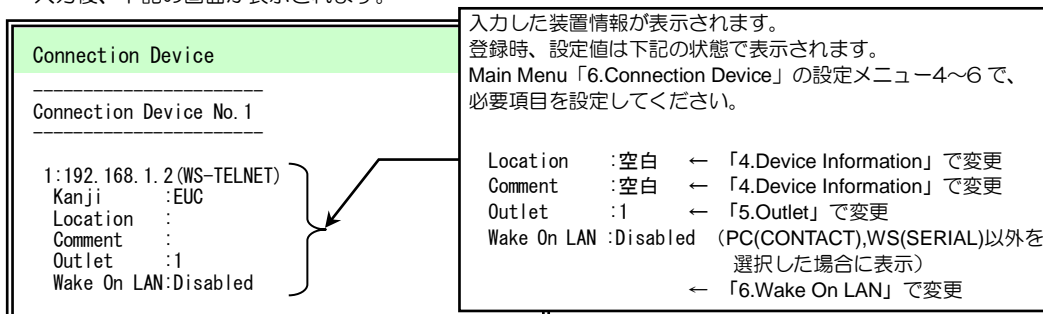 入力後、下記の画面が表示されます。
Connection Device
-----------------------
Connection Device No.1
-----------------------
1:192.168.1.2(WS-TELNET)
Kanji :EUC
Location :
Comment :
Outlet :1
Wake On LAN:Disabled
入力した装置情報が表示されます。
登録時、設定値は下記の状態で表示されます。
Main Menu「6.Connection Device」の設定メニュー4～6 で、
必要項目を設定してください。
Location :空白 ← 「4.Device Information」で変更
Comment :空白 ← 「4.Device Information」で変更
Outlet :1 ← 「5.Outlet」で変更
Wake On LAN :Disabled （PC(CONTACT),WS(SERIAL)以外を
選択した場合に表示）
← 「6.Wake On LAN」で変更